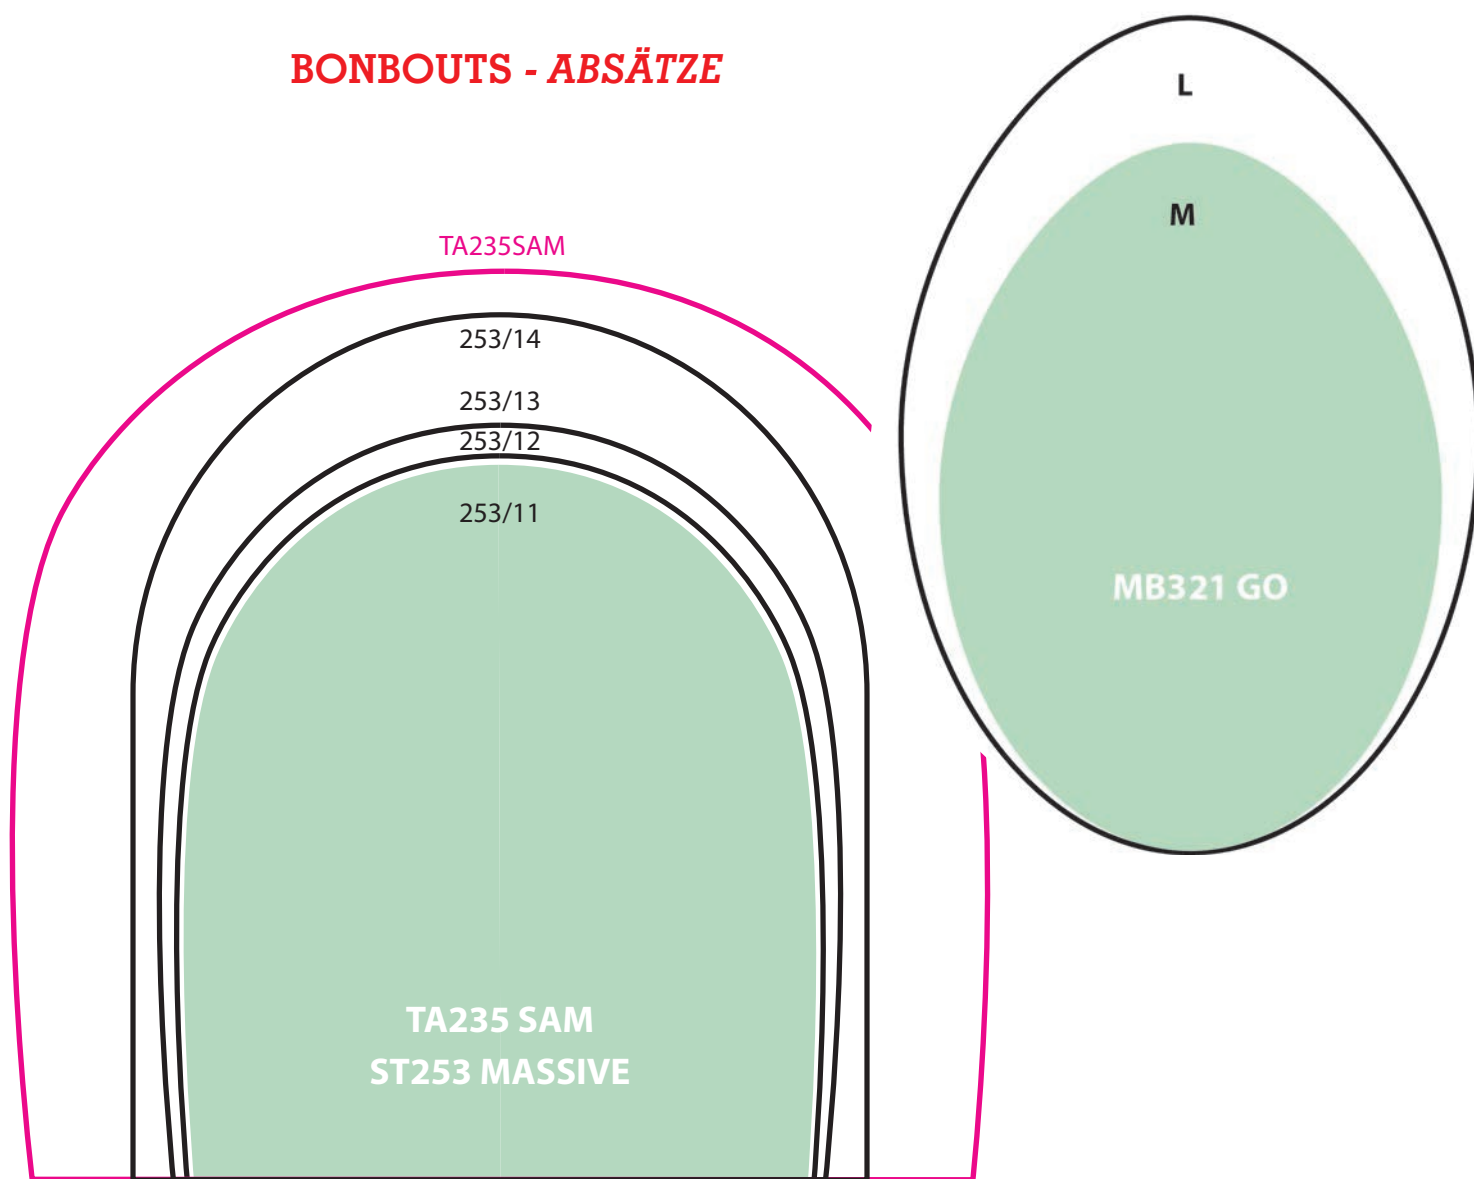 BONBOUTS - ABSÄTZE
L
M
TA235SAM
253/14
253/13
253/12
253/11
MB321 GO
TA235 SAM
ST253 MASSIVE